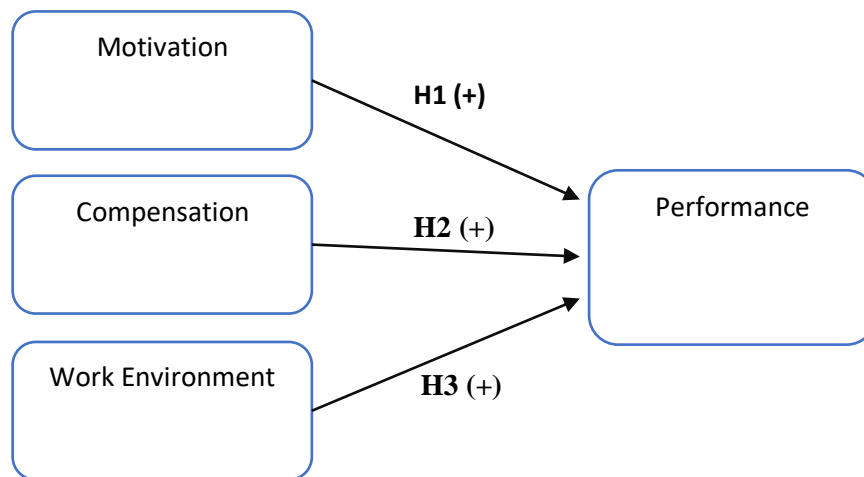 Motivation
H1 (+)
Compensation
Performance
H2 (+)
Work Environment
H3 (+)